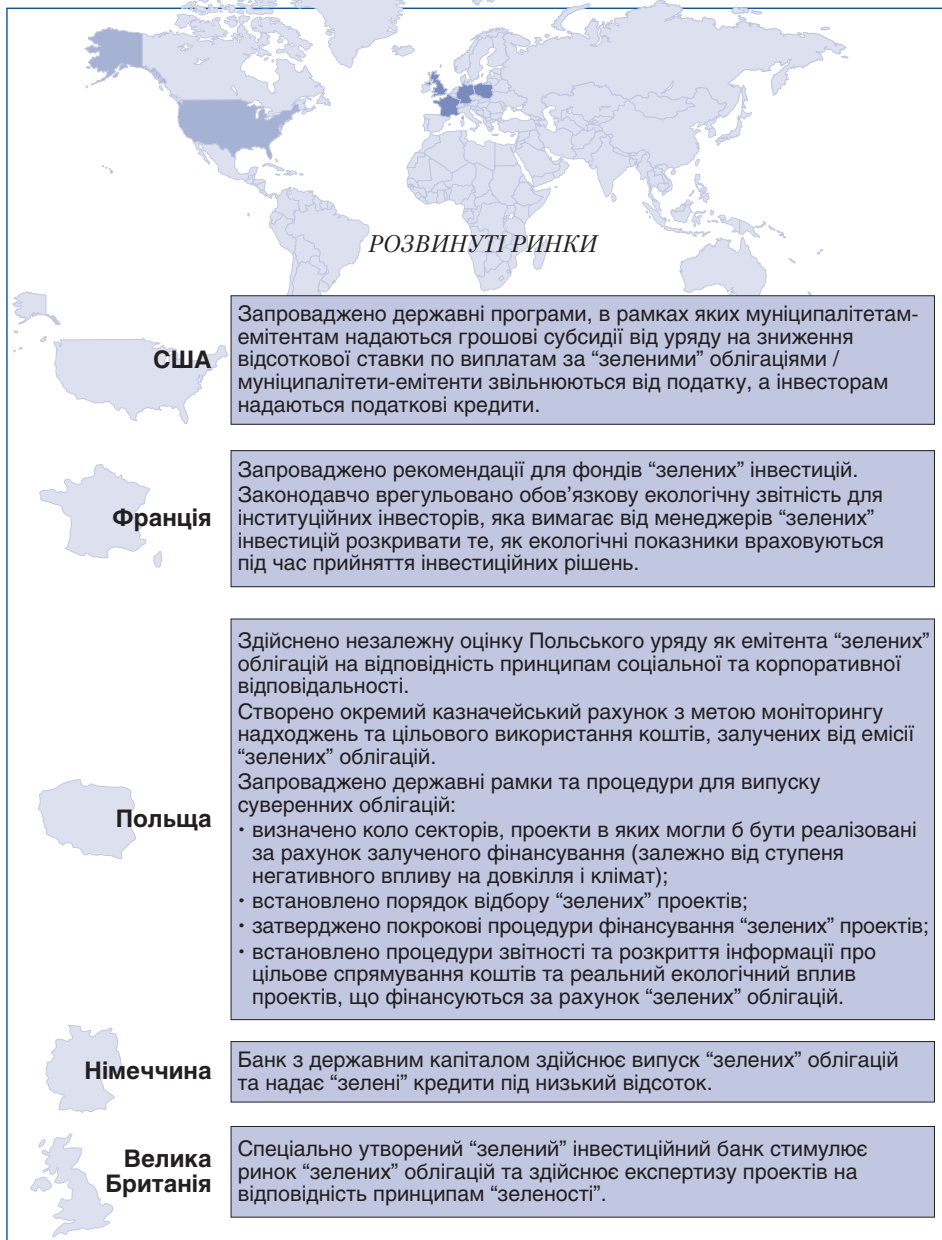 РОЗВИНУТІ РИНКИ
США
Запроваджено державні програми, в рамках яких муніципалітетам-
емітентам надаються грошові субсидії від уряду на зниження
відсоткової ставки по виплатам за “зеленими” облігаціями /
муніципалітети-емітенти звільнюються від податку, а інвесторам
надаються податкові кредити.
Франція
Запроваджено рекомендації для фондів “зелених” інвестицій.
Законодавчо врегульовано обов’язкову екологічну звітність для
інституційних інвесторів, яка вимагає від менеджерів “зелених”
інвестицій розкривати те, як екологічні показники враховуються
під час прийняття інвестиційних рішень.
Польща
Здійснено незалежну оцінку Польського уряду як емітента “зелених”
облігацій на відповідність принципам соціальної та корпоративної
відповідальності.
Створено окремий казначейський рахунок з метою моніторингу
надходжень та цільового використання коштів, залучених від емісії
“зелених” облігацій.
Запроваджено державні рамки та процедури для випуску
суверенних облігацій:
· визначено коло секторів, проекти в яких могли б бути реалізовані
за рахунок залученого фінансування (залежно від ступеня
негативного впливу на довкілля і клімат);
· встановлено порядок відбору “зелених” проектів;
· затверджено покрокові процедури фінансування “зелених” проектів;
· встановлено процедури звітності та розкриття інформації про
цільове спрямування коштів та реальний екологічний вплив
проектів, що фінансуються за рахунок “зелених” облігацій.
Німеччина
Банк з державним капіталом здійснює випуск “зелених” облігацій
та надає “зелені” кредити під низький відсоток.
Велика
Британія
Спеціально утворений “зелений” інвестиційний банк стимулює
ринок “зелених” облігацій та здійснює експертизу проектів на
відповідність принципам “зеленості”.